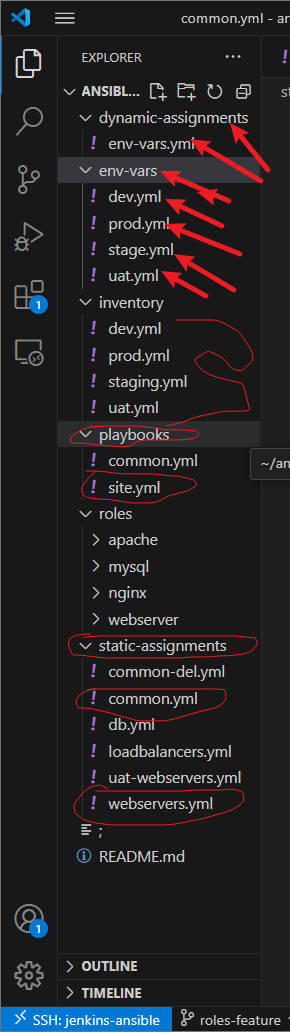 common.yml - an
EXPLORER
ANSIBL...
dynamic-assignments
env-vars.yml
env-vars
dev.yml
prod.yml
stage.yml
uat.yml
inventory
dev.yml
prod.yml
staging.yml
uat.yml
playbooks
common.yml
~/an
site.yml
roles
apache
mysql
nginx
webserver
static-assignments
common-del.yml
common.yml
db.yml
loadbalancers.yml
uat-webservers.yml
webservers.yml
;
README.md
OUTLINE
TIMELINE
SSH: jenkins-ansible
roles-feature
1
1